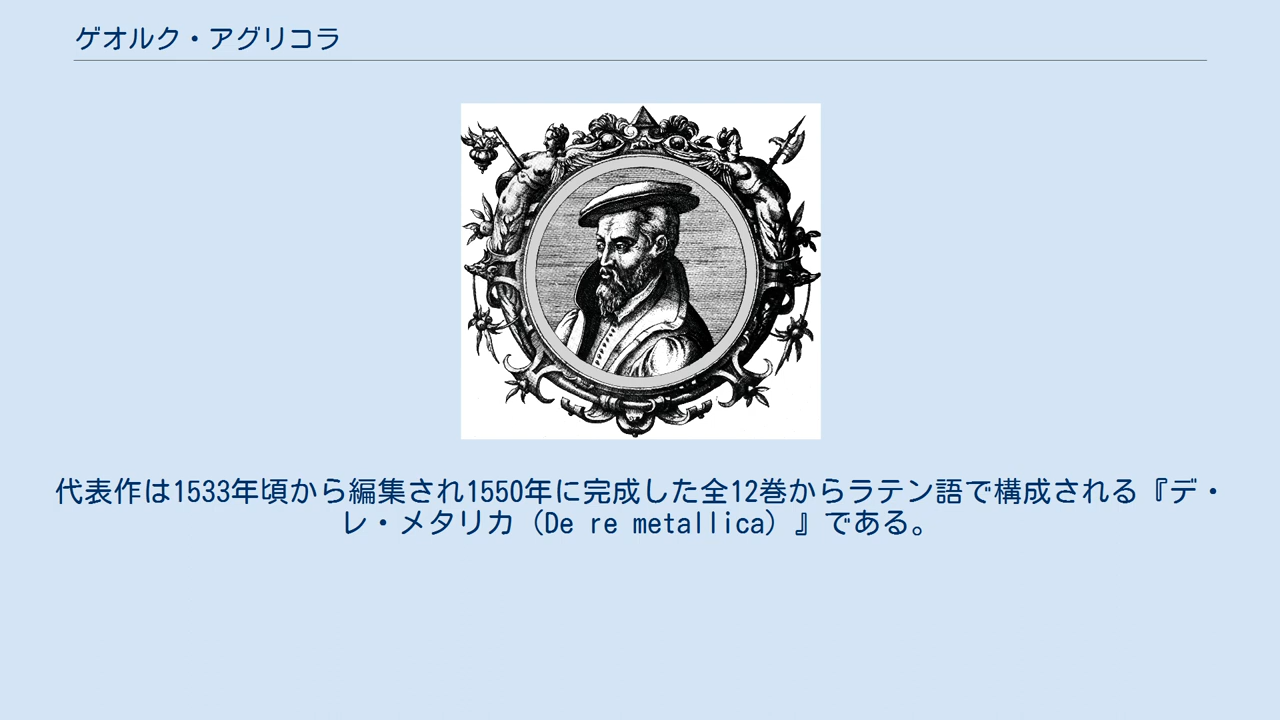 ゲオルク・アグリコラ
代表作は1533年頃から編集され1550年に完成した全12巻からラテン語で構成される『デ・
レ・メタリカ（De re metallica）』である。